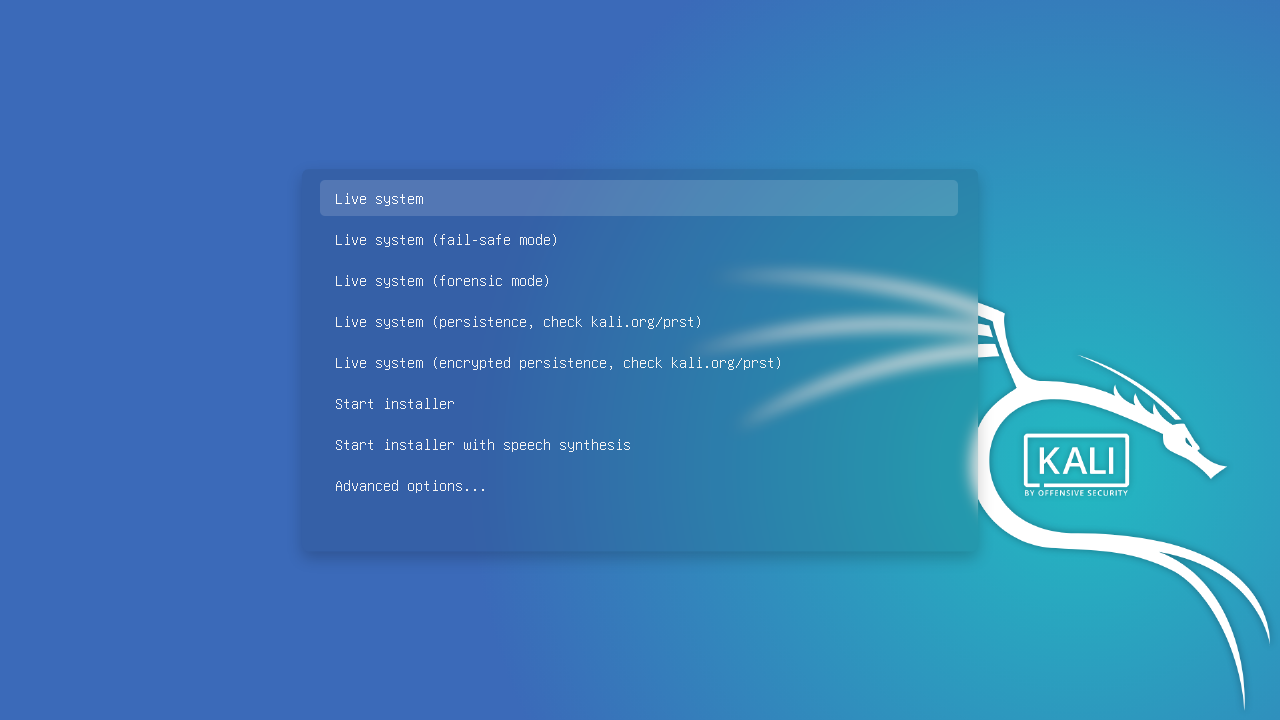 Live system
Live system (fail-safe mode)
Live system (forensic mode)
Live system (persistence, check kali.org/prst)
Live system (encrypted persistence, check kali.org/prst)
Start installer
Start installer with speech synthesis
Advanced options...
KALI
BY OFFENSIVE SECURITY